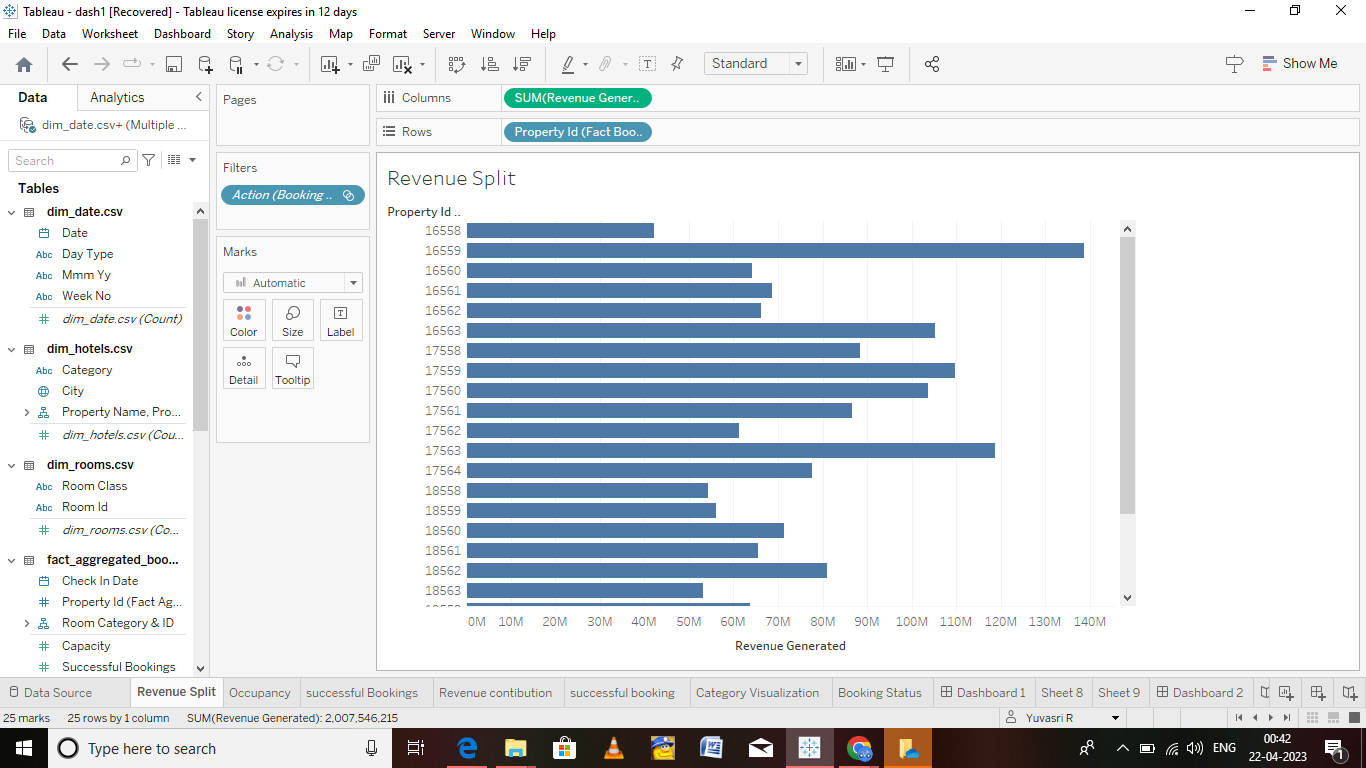 Tableau - dash1 [Recovered] - Tableau license expires in 12 days
File Data Worksheet Dashboard Story Analysis Map Format Server Window Help
Standard
Show Me
Data Analytics
dim_date.csv+ (Multiple ...
Search
Tables
dim_date.csv
Date
Abc Day Type
Abc Mmm Yy
Abc Week No
dim_date.csv (Count)
dim_hotels.csv
Abc Category
City
Property Name, Pro...
dim_hotels.csv (Cou...
dim_rooms.csv
Abc Room Class
Abc Room Id
dim_rooms.csv (Co...
fact_aggregated_boo...
Check In Date
Property Id (Fact Ag...
Room Category & ID
Capacity
Successful Bookings
Pages
Filters
Action (Booking ..
Marks
Automatic
Color Size Label
Detail Tooltip
Columns SUM(Revenue Gener..
Rows Property Id (Fact Boo..
Revenue Split
Property Id ..
16558
16559
16560
16561
16562
16563
17558
17559
17560
17561
17562
17563
17564
18558
18559
18560
18561
18562
18563
0M 10M 20M 30M 40M 50M 60M 70M 80M 90M 100M 110M 120M 130M 140M
Revenue Generated
Data Source Revenue Split Occupancy successful Bookings Revenue contibution successful booking Category Visualization Booking Status Dashboard 1 Sheet 8 Sheet 9 Dashboard 2
25 marks 25 rows by 1 column SUM(Revenue Generated): 2,007,546,215 Yuvasri R
Type here to search
ENG
00:42
22-04-2023
1